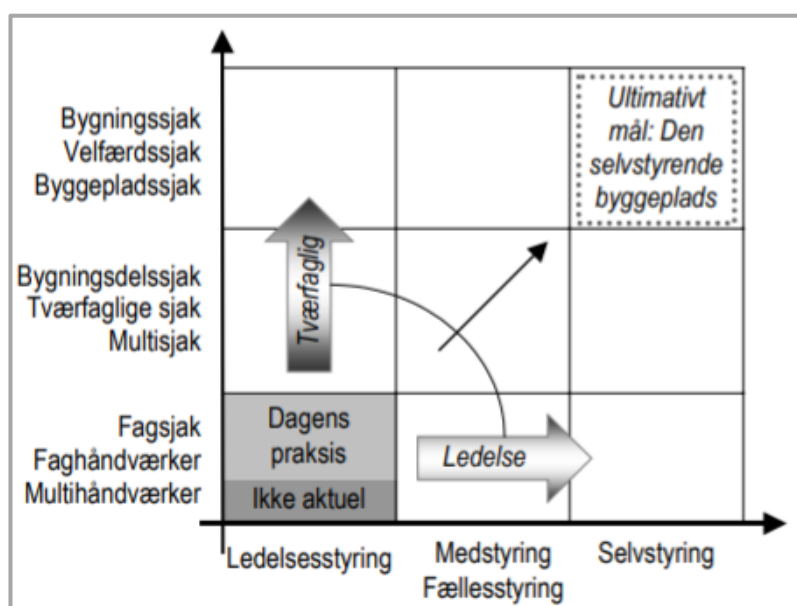 Bygningssjak
Velfærdssjak
Byggepladssjak
Ultimativt
mål: Den
selvstyrende
byggeplads
Bygningsdelssjak
Tværfaglige sjak
Multisjak
Tværfaglig
Fagsjak
Faghåndværker
Multihåndværker
Dagens
praksis
Ikke aktuel
Ledelse
Ledelsesstyring
Medstyring
Fællesstyring
Selvstyring